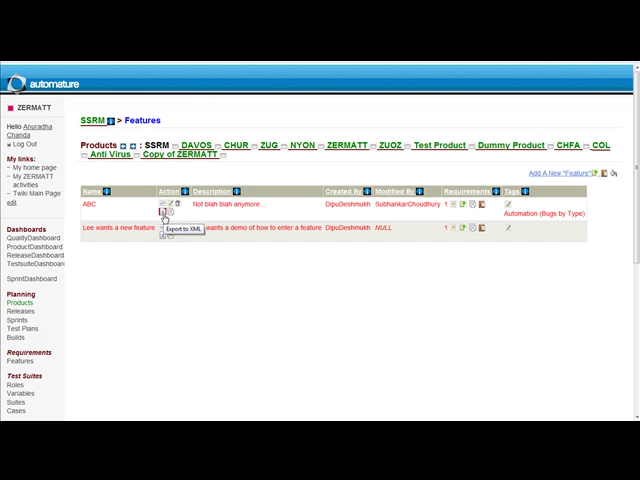 automature
ZERMATT
Hello Anuradha
Chanda
Log Out
My links:
My home page
My ZERMATT
activities
Twiki Main Page
edit
Dashboards
QualityDashboard
ProductDashboard
ReleaseDashboard
TestsuiteDashboard
SprintDashboard
Planning
Products
Releases
Sprints
Test Plans
Builds
Requirements
Features
Test Suites
Roles
Variables
Suites
Cases
SSRM > Features
Products : SSRM DAVOS CHUR ZUG NYON ZERMATT ZUOZ Test Product Dummy Product CHFA COL
Anti Virus Copy of ZERMATT
Add A New "Feature"
Name Action Description Created By Modified By Requirements Tags
ABC Not blah blah anymore... DipuDeshmukh SubhankarChoudhury 1
Automation (Bugs by Type)
Export to XML
Lee wants a new feature wants a demo of how to enter a feature DipuDeshmukh NULL 1